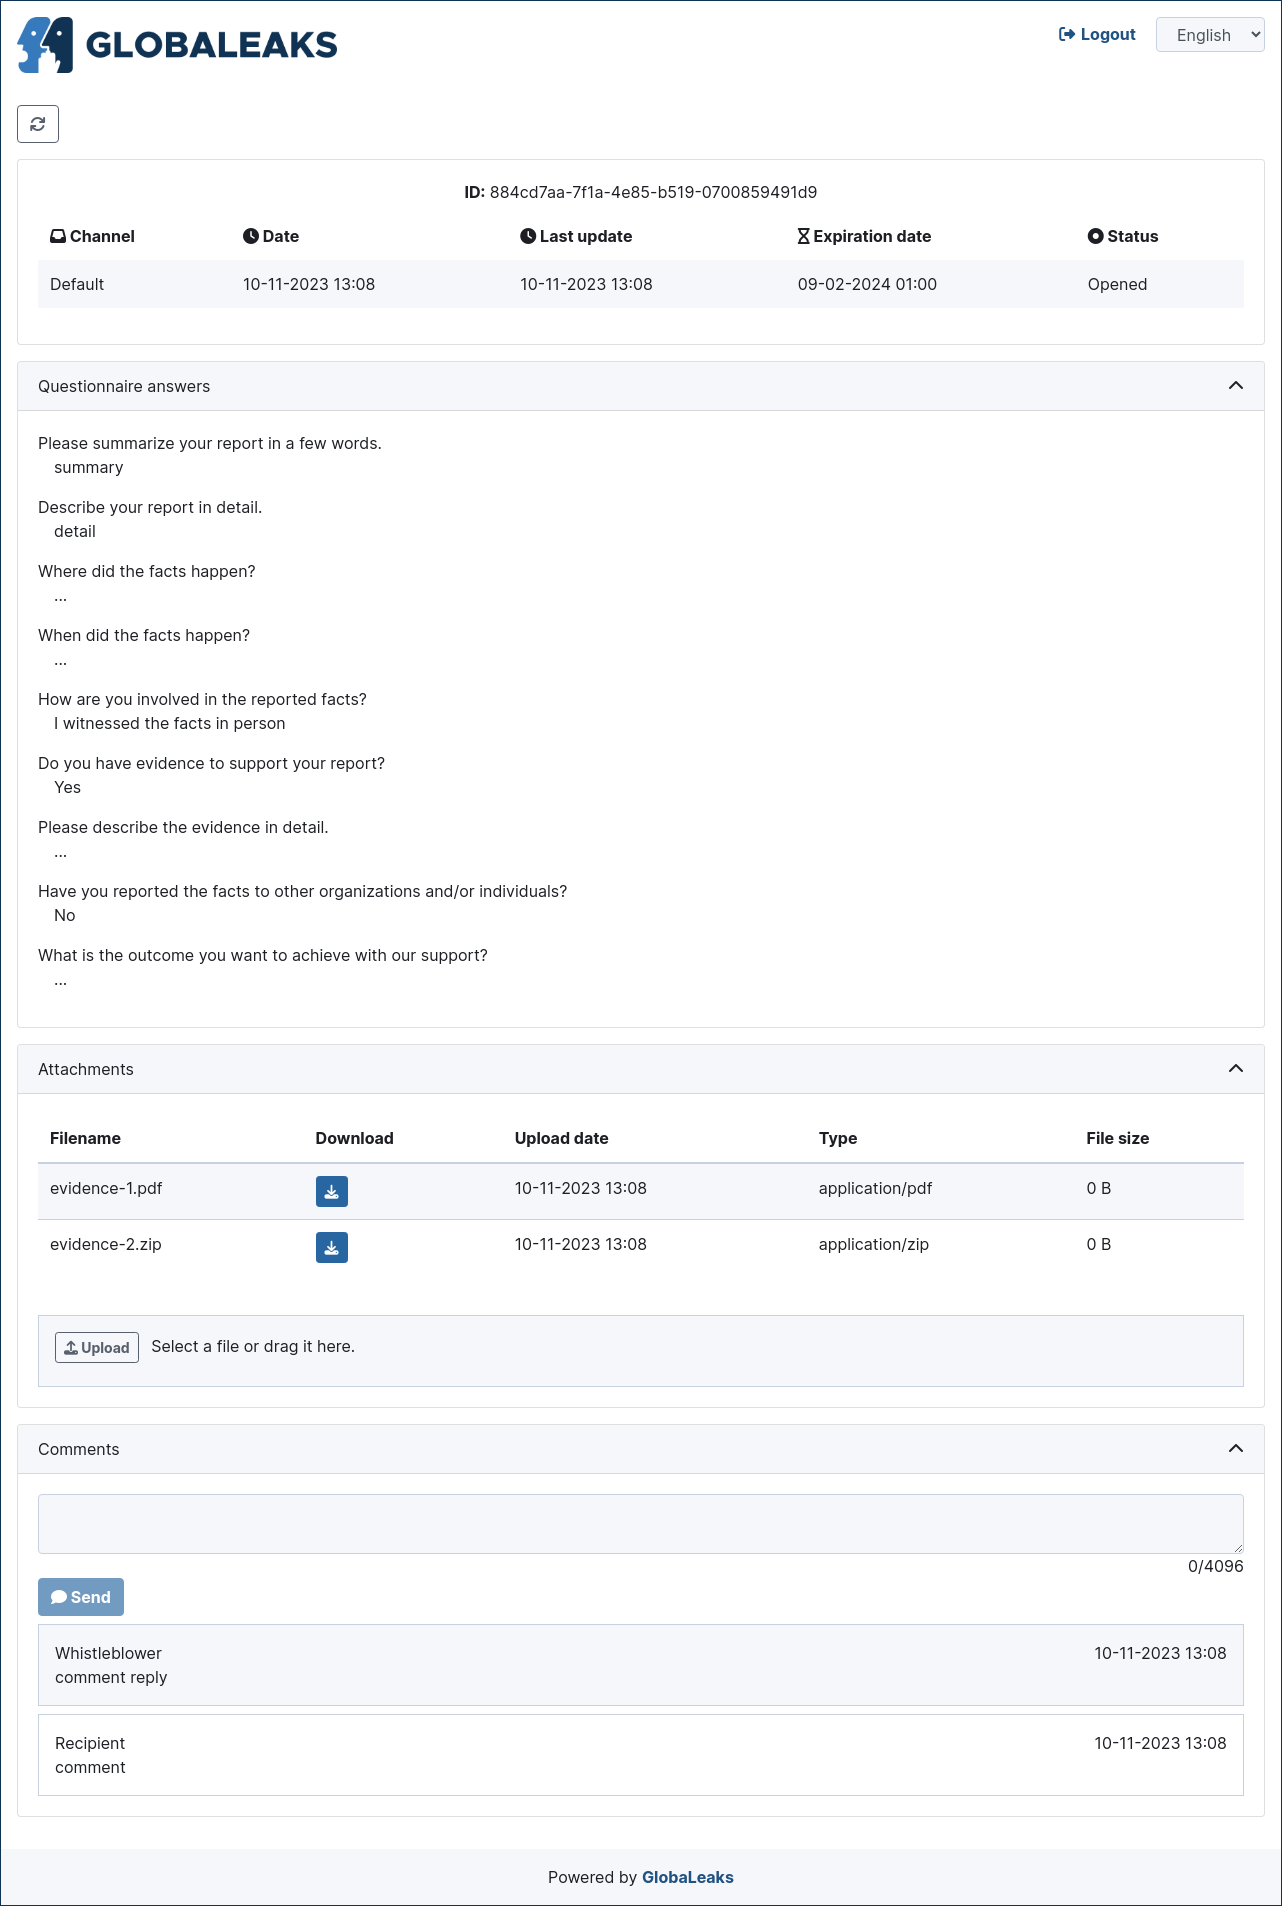 GLOBALEAKS
Logout
English
ID: 884cd7aa-7f1a-4e85-b519-0700859491d9
Channel Date Last update Expiration date Status
Default 10-11-2023 13:08 10-11-2023 13:08 09-02-2024 01:00 Opened
Questionnaire answers
Please summarize your report in a few words.
summary
Describe your report in detail.
detail
Where did the facts happen?
...
When did the facts happen?
...
How are you involved in the reported facts?
I witnessed the facts in person
Do you have evidence to support your report?
Yes
Please describe the evidence in detail.
...
Have you reported the facts to other organizations and/or individuals?
No
What is the outcome you want to achieve with our support?
...
Attachments
Filename Download Upload date Type File size
evidence-1.pdf 10-11-2023 13:08 application/pdf 0 B
evidence-2.zip 10-11-2023 13:08 application/zip 0 B
Upload Select a file or drag it here.
Comments
0/4096
Send
Whistleblower 10-11-2023 13:08
comment reply
Recipient 10-11-2023 13:08
comment
Powered by GlobaLeaks